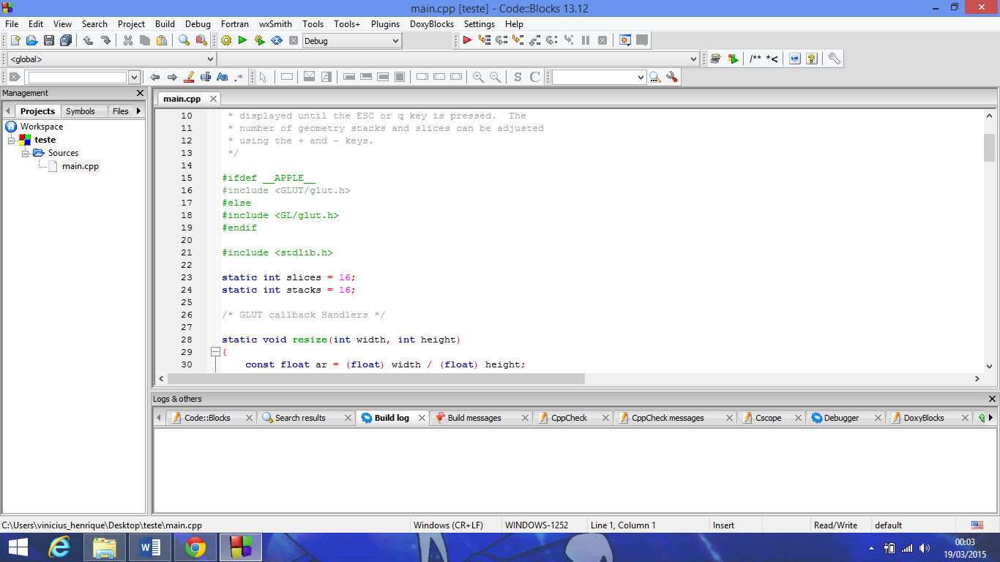 main.cpp [teste] - Code::Blocks 13.12
File Edit View Search Project Build Debug Fortran wxSmith Tools Tools+ Plugins DoxyBlocks Settings Help
Debug
<global>
/** *<
Aa .*
S C
Management
main.cpp
Projects Symbols Files
Workspace
teste
Sources
main.cpp
10 * displayed until the ESC or q key is pressed.  The
11 * number of geometry stacks and slices can be adjusted
12 * using the + and - keys.
13 */
14
15 #ifdef __APPLE__
16 #include <GLUT/glut.h>
17 #else
18 #include <GL/glut.h>
19 #endif
20
21 #include <stdlib.h>
22
23 static int slices = 16;
24 static int stacks = 16;
25
26 /* GLUT callback Handlers */
27
28 static void resize(int width, int height)
29 {
30 const float ar = (float) width / (float) height;
Logs & others
Code::Blocks Search results Build log Build messages CppCheck CppCheck messages Cscope Debugger DoxyBlocks
C:\Users\vinicius_henrique\Desktop\teste\main.cpp Windows (CR+LF) WINDOWS-1252 Line 1, Column 1 Insert Read/Write default
00:03
19/03/2015